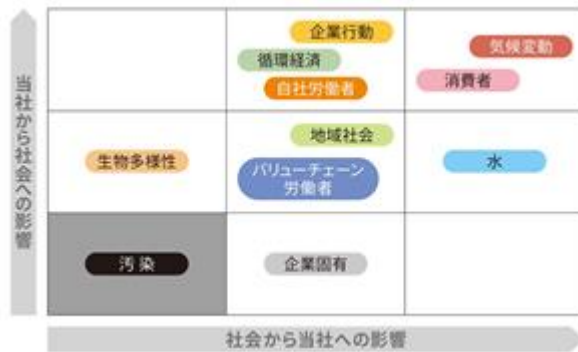 当社から社会への影響
企業行動
循環経済
自社労働者
気候変動
消費者
生物多様性
地域社会
バリューチェーン
労働者
水
汚染
企業固有
社会から当社への影響